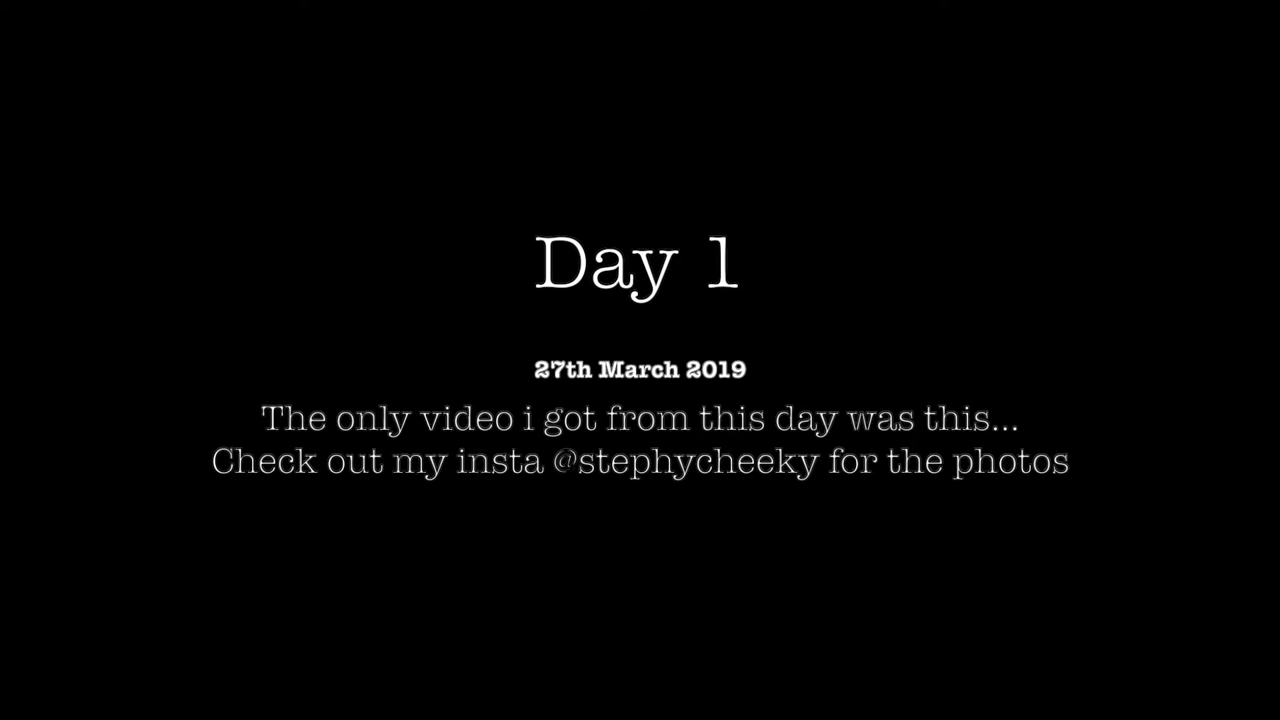 Day 1
27th March 2019
The only video i got from this day was this...
Check out my insta @stephycheeky for the photos